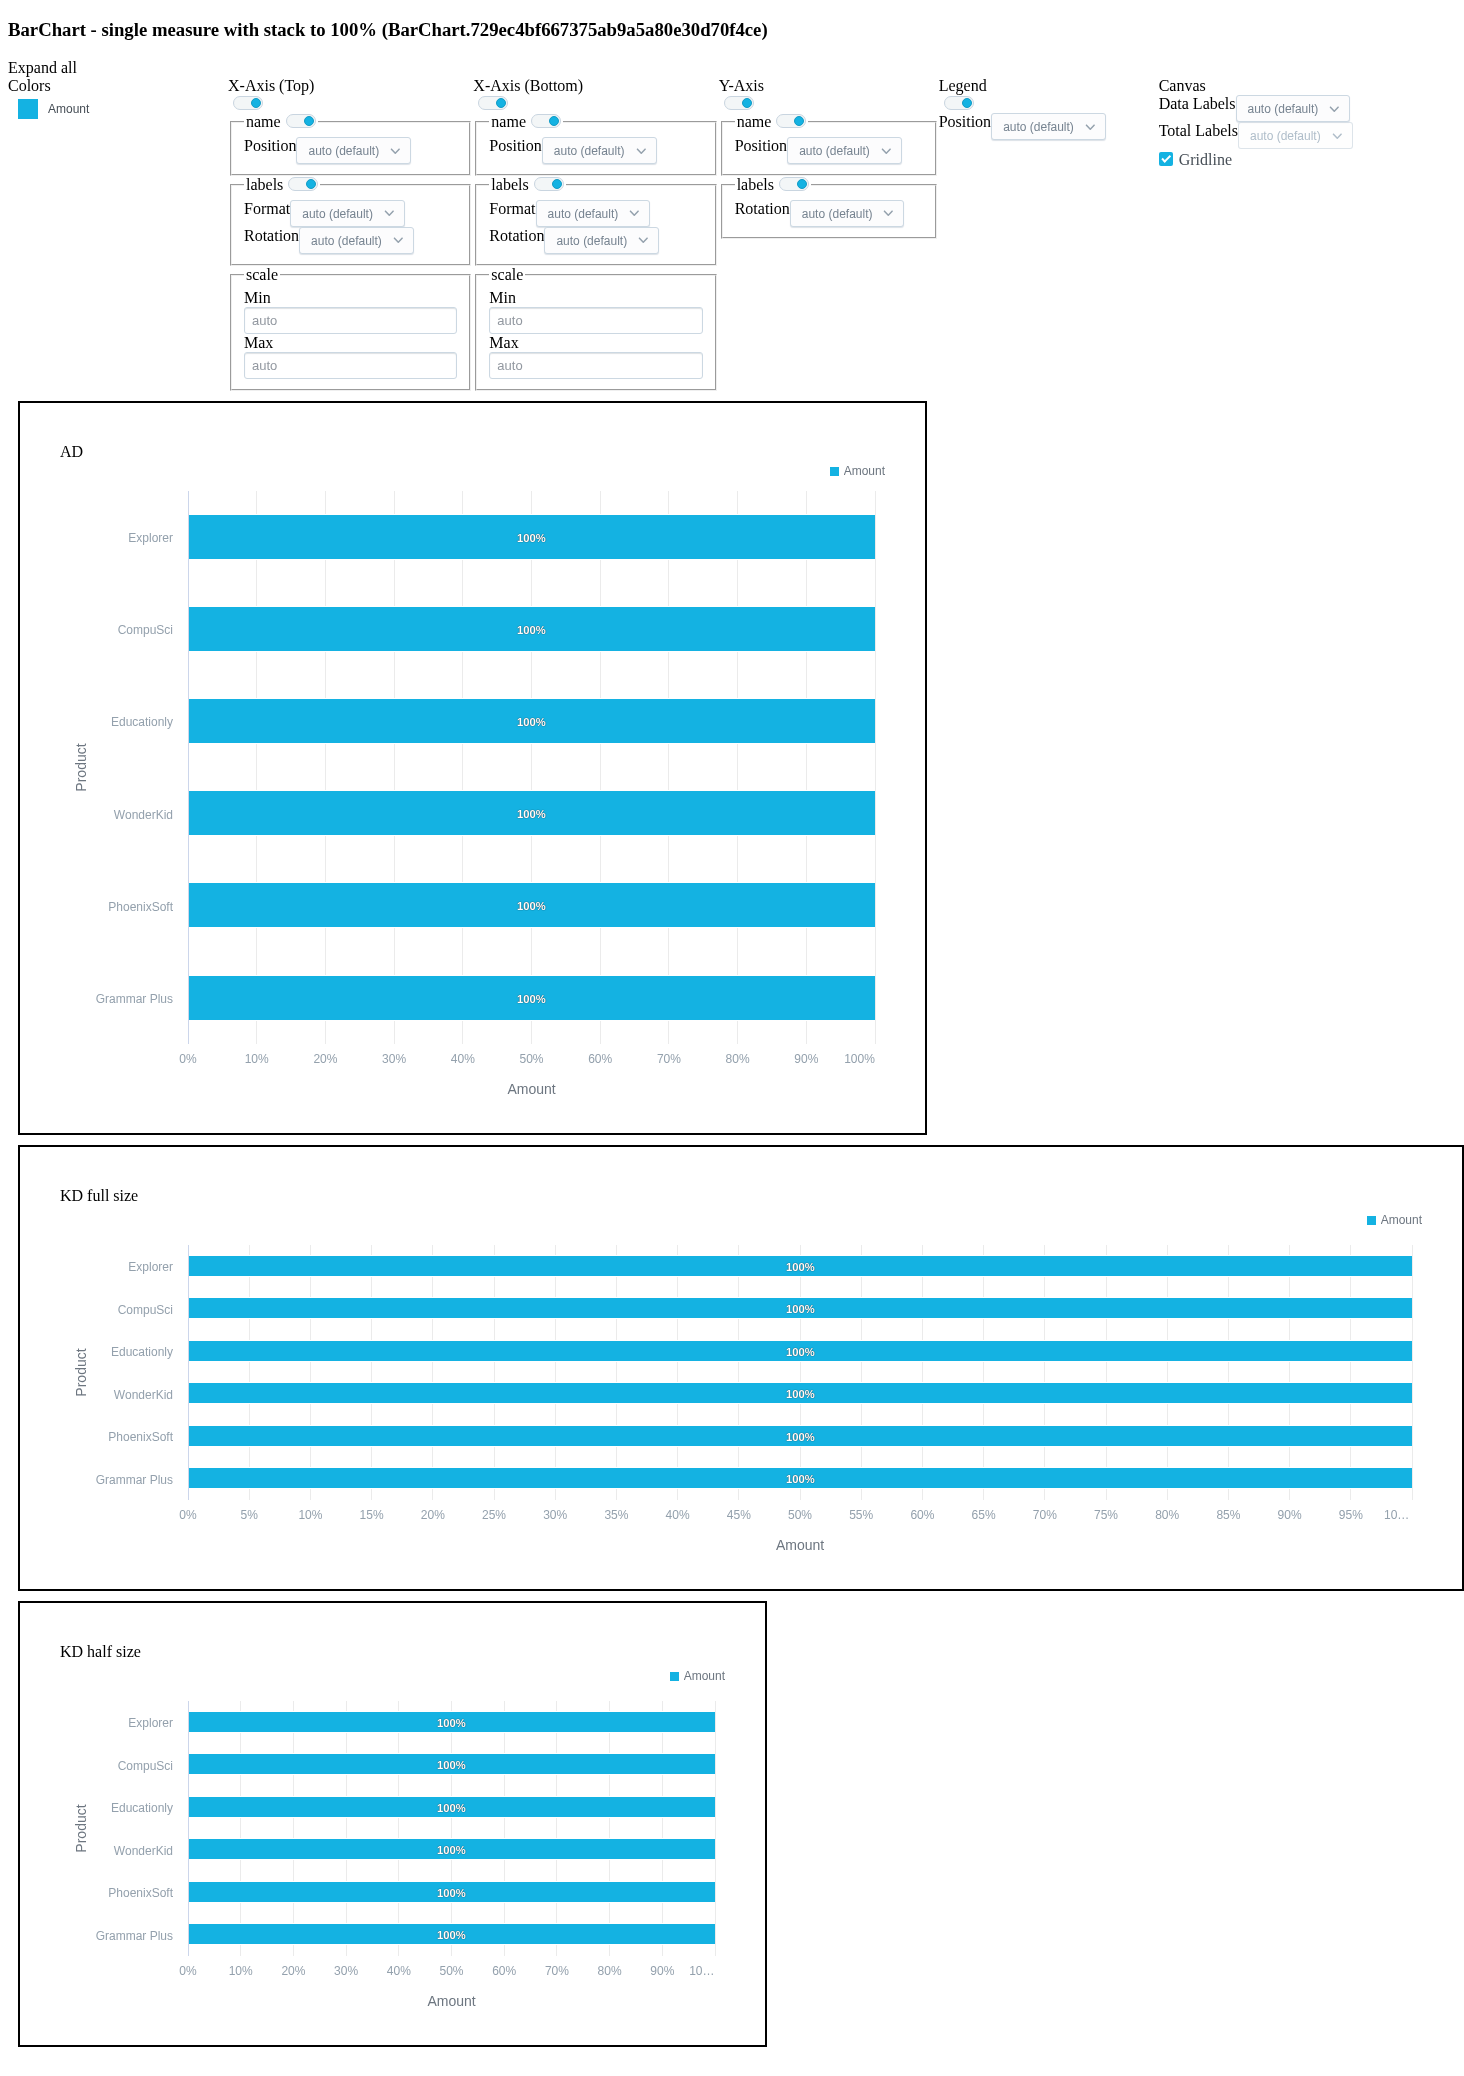 BarChart - single measure with stack to 100% (BarChart.729ec4bf667375ab9a5a80e30d70f4ce)
Expand all
Colors
Amount
X-Axis (Top)
name
Position auto (default)
labels
Format auto (default)
Rotation auto (default)
scale
Min
auto
Max
auto
X-Axis (Bottom)
name
Position auto (default)
labels
Format auto (default)
Rotation auto (default)
scale
Min
auto
Max
auto
Y-Axis
name
Position auto (default)
labels
Rotation auto (default)
Legend
Position auto (default)
Canvas
Data Labels auto (default)
Total Labels auto (default)
Gridline
AD
Amount
Product
Explorer 100%
CompuSci 100%
Educationly 100%
WonderKid 100%
PhoenixSoft 100%
Grammar Plus 100%
0% 10% 20% 30% 40% 50% 60% 70% 80% 90% 100%
Amount
KD full size
Amount
Product
Explorer 100%
CompuSci 100%
Educationly 100%
WonderKid 100%
PhoenixSoft 100%
Grammar Plus 100%
0% 5% 10% 15% 20% 25% 30% 35% 40% 45% 50% 55% 60% 65% 70% 75% 80% 85% 90% 95% 10…
Amount
KD half size
Amount
Product
Explorer 100%
CompuSci 100%
Educationly 100%
WonderKid 100%
PhoenixSoft 100%
Grammar Plus 100%
0% 10% 20% 30% 40% 50% 60% 70% 80% 90% 10…
Amount